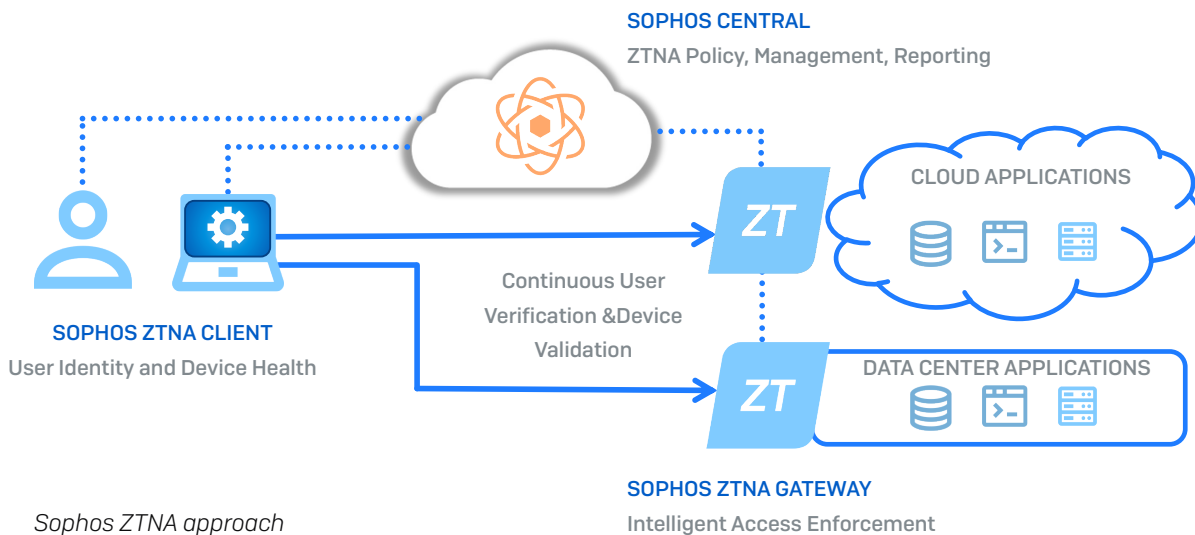 SOPHOS CENTRAL
ZTNA Policy, Management, Reporting
CLOUD APPLICATIONS
ZT
Continuous User
Verification &Device
Validation
SOPHOS ZTNA CLIENT
User Identity and Device Health
DATA CENTER APPLICATIONS
ZT
SOPHOS ZTNA GATEWAY
Intelligent Access Enforcement
Sophos ZTNA approach